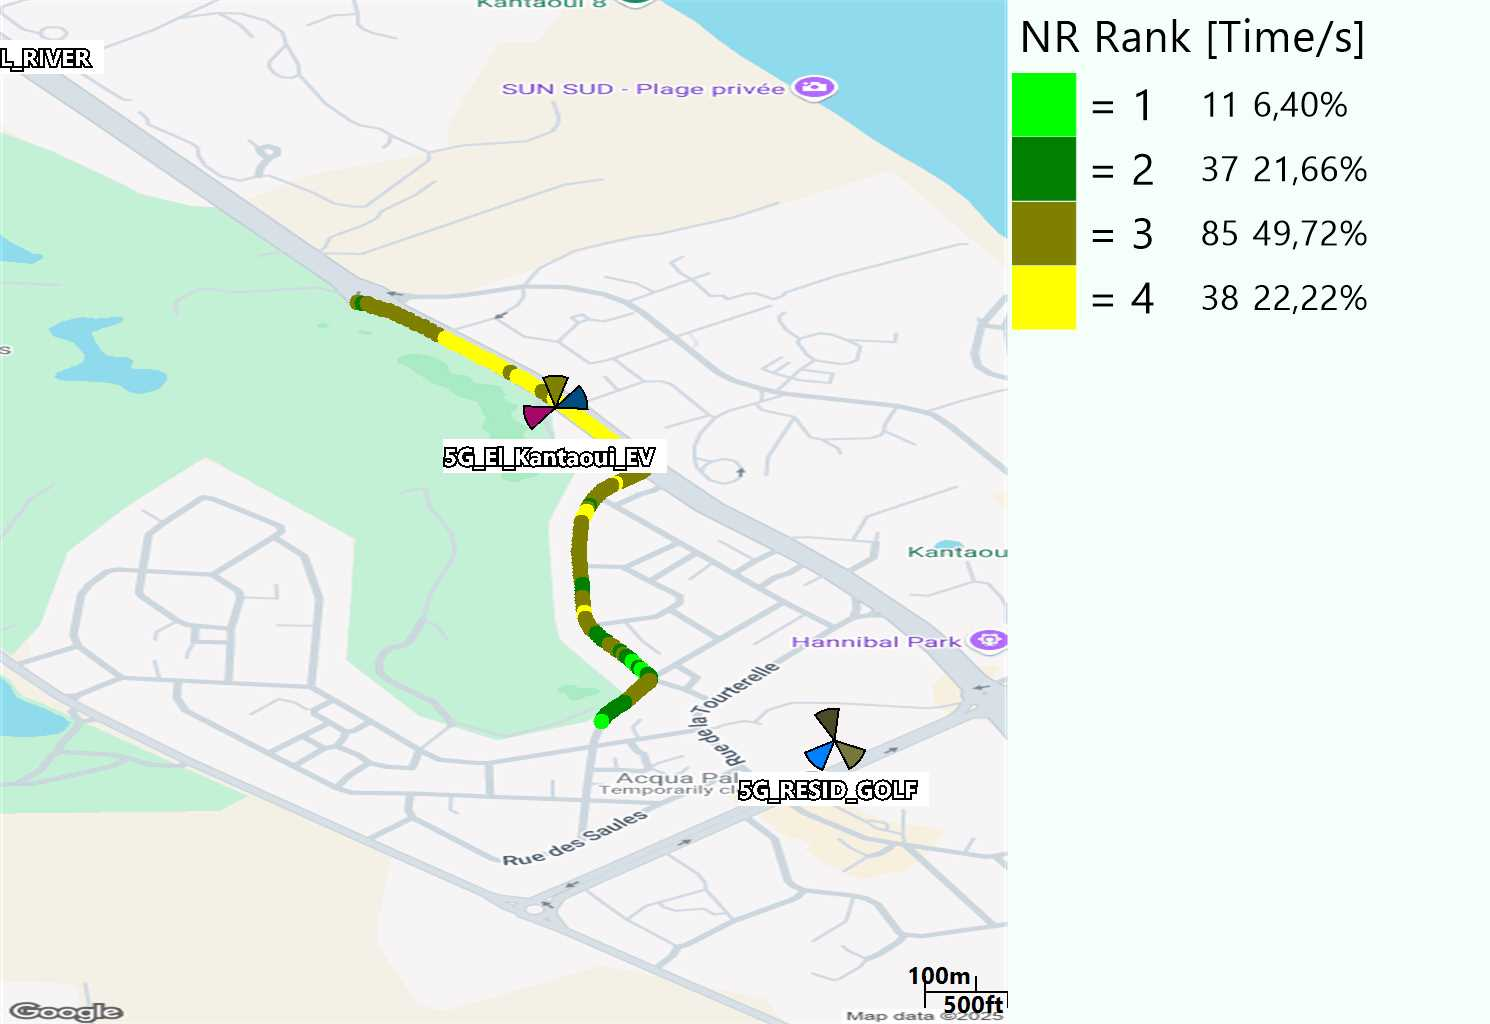 Kantaoui 8
L_RIVER
SUN SUD - Plage privée
s
5G_El_Kantaoui_EV
Kantaou
Hannibal Park
Rue de la Tourterelle
Rue
Acqua Pal
Temporarily cl
5G_RESID_GOLF
Rue des Saules
100m
500ft
Google
Map data ©2025
NR Rank [Time/s]
= 1 11 6,40%
= 2 37 21,66%
= 3 85 49,72%
= 4 38 22,22%